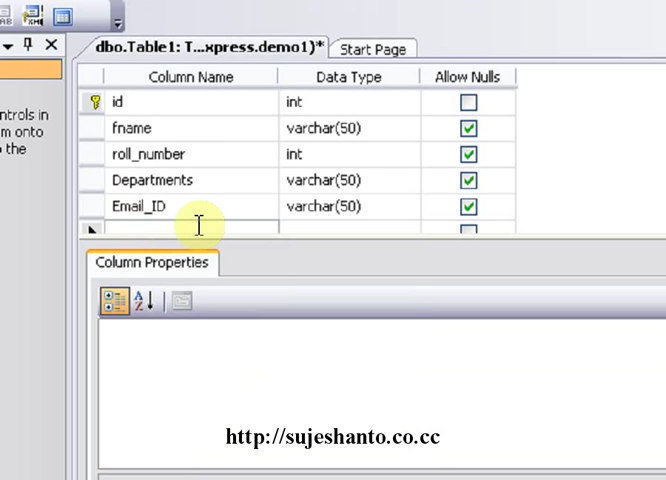 dbo.Table1: T...xpress.demo1)* Start Page
ntrols in
m onto
o the
Column Name Data Type Allow Nulls
id int
fname varchar(50)
roll_number int
Departments varchar(50)
Email_ID varchar(50)
Column Properties
A
Z
http://sujeshanto.co.cc